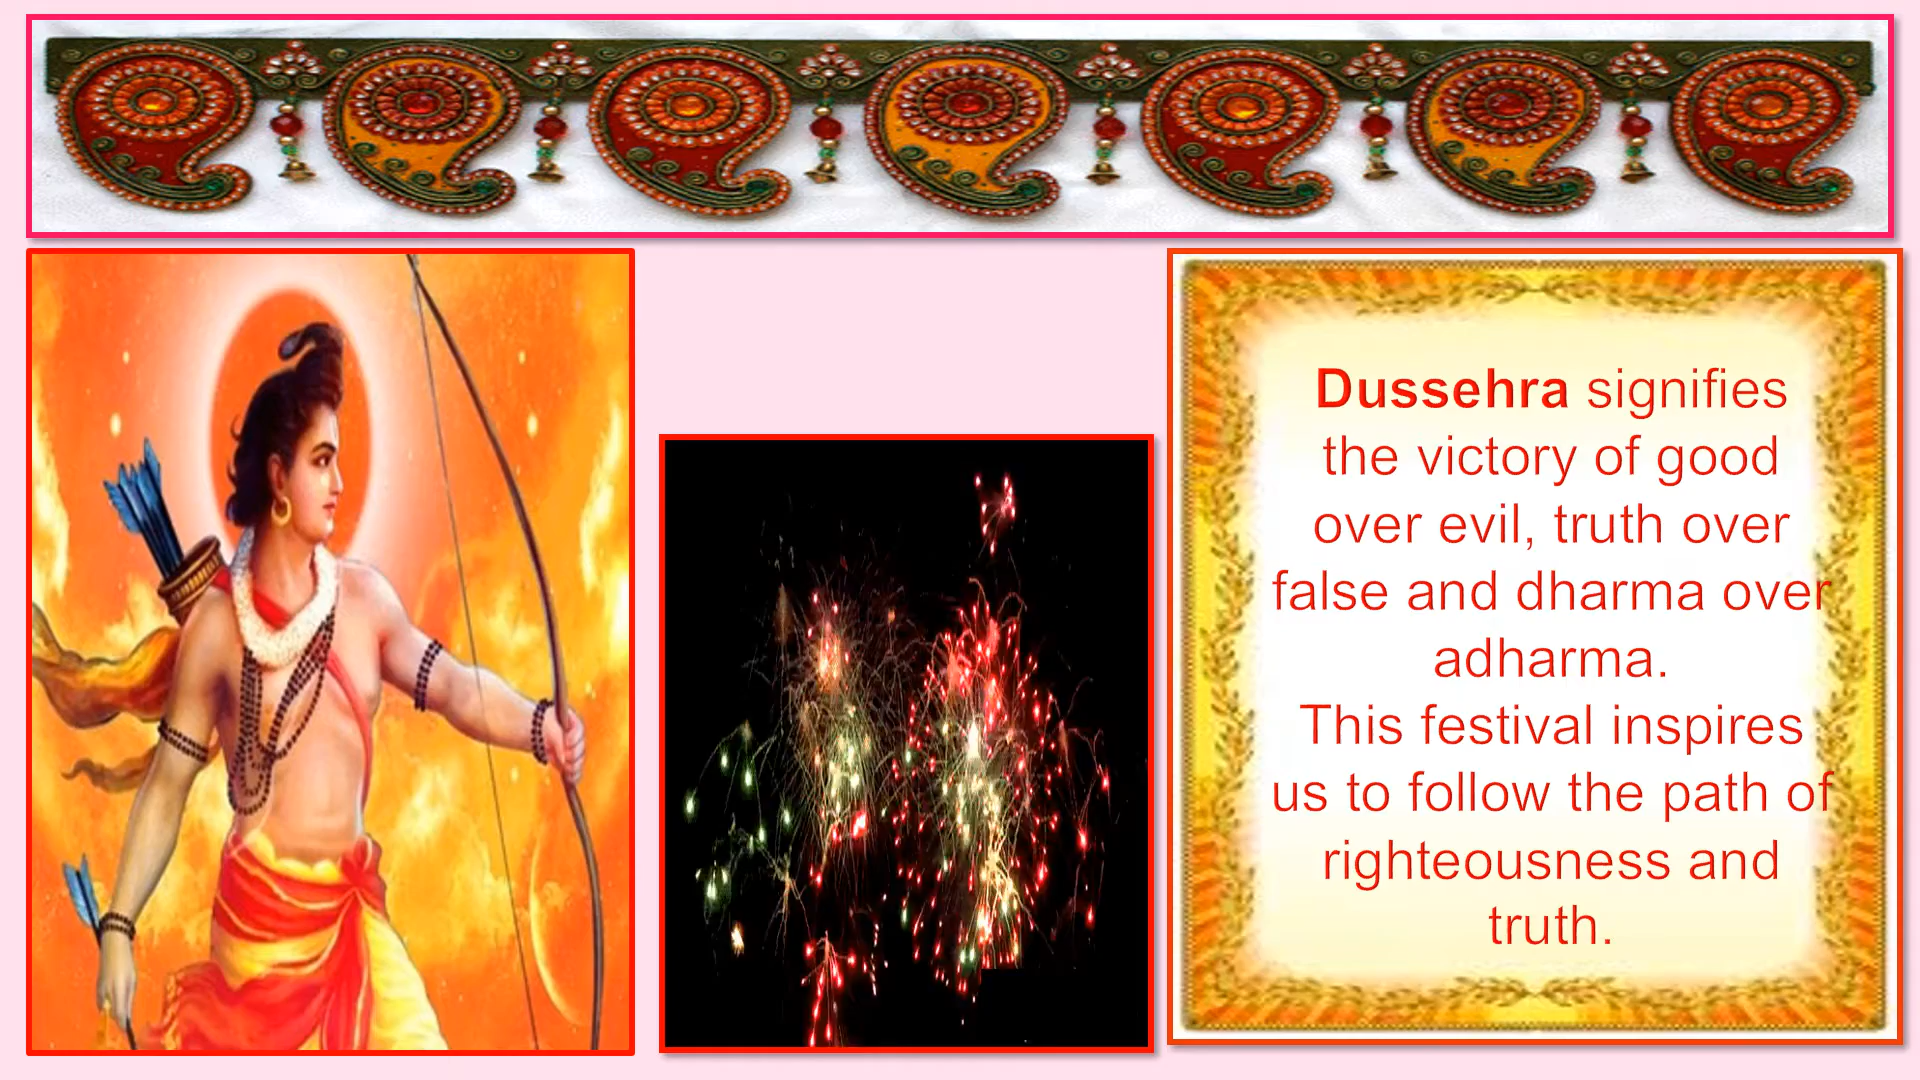 Dussehra signifies
the victory of good
over evil, truth over
false and dharma over
adharma.
This festival inspires
us to follow the path of
righteousness and
truth.